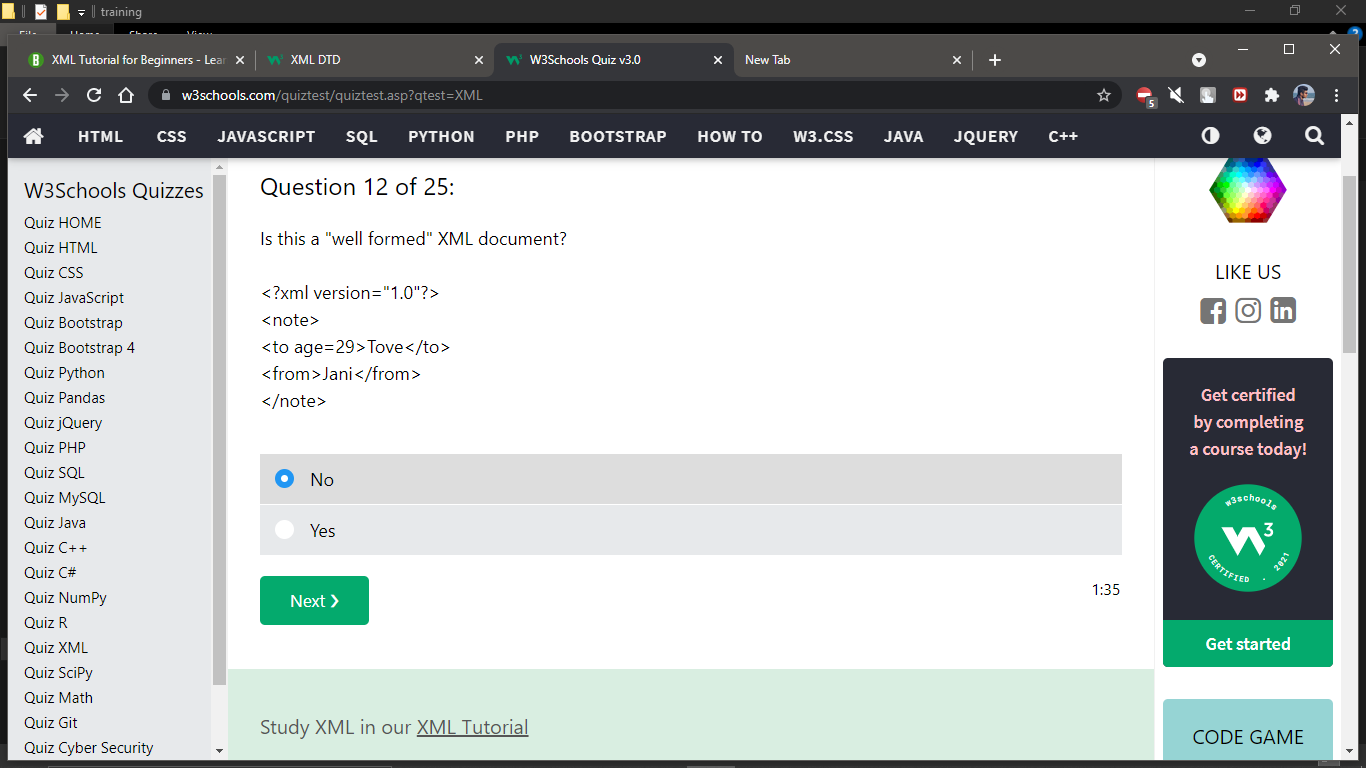 training
File Home Share View
XML Tutorial for Beginners - Lear
XML DTD
W3Schools Quiz v3.0
New Tab
w3schools.com/quiztest/quiztest.asp?qtest=XML
5
HTML CSS JAVASCRIPT SQL PYTHON PHP BOOTSTRAP HOW TO W3.CSS JAVA JQUERY C++
W3Schools Quizzes
Quiz HOME
Quiz HTML
Quiz CSS
Quiz JavaScript
Quiz Bootstrap
Quiz Bootstrap 4
Quiz Python
Quiz Pandas
Quiz jQuery
Quiz PHP
Quiz SQL
Quiz MySQL
Quiz Java
Quiz C++
Quiz C#
Quiz NumPy
Quiz R
Quiz XML
Quiz SciPy
Quiz Math
Quiz Git
Quiz Cyber Security
Question 12 of 25:
Is this a "well formed" XML document?
<?xml version="1.0"?>
<note>
<to age=29>Tove</to>
<from>Jani</from>
</note>
No
Yes
Next ❯
1:35
Study XML in our XML Tutorial
LIKE US
Get certified
by completing
a course today!
w3schools
W3
CERTIFIED . 2021
Get started
CODE GAME